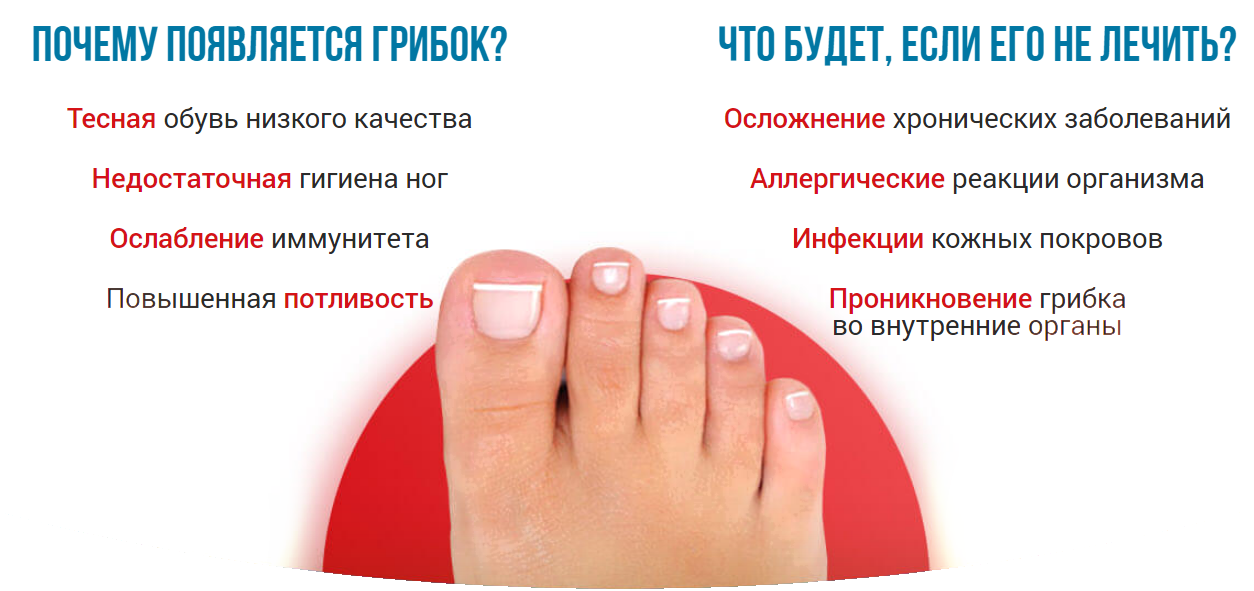 ПОЧЕМУ ПОЯВЛЯЕТСЯ ГРИБОК?
Тесная обувь низкого качества
Недостаточная гигиена ног
Ослабление иммунитета
Повышенная потливость
ЧТО БУДЕТ, ЕСЛИ ЕГО НЕ ЛЕЧИТЬ?
Осложнение хронических заболеваний
Аллергические реакции организма
Инфекции кожных покровов
Проникновение грибка
во внутренние органы